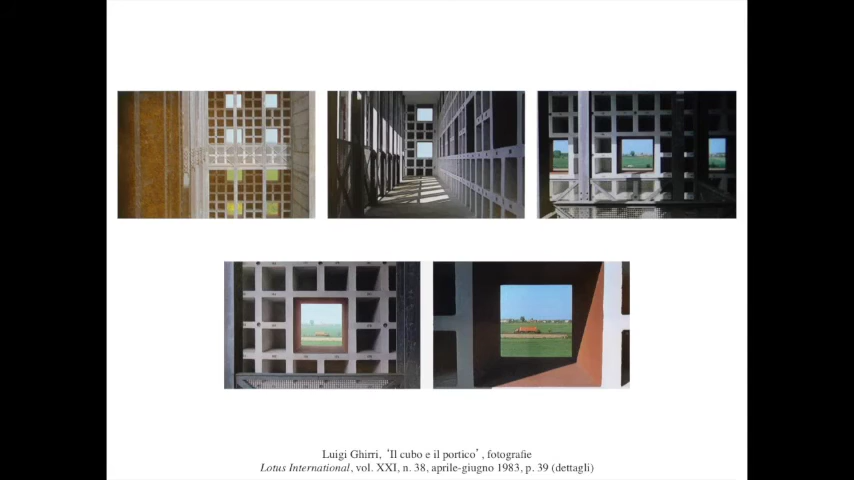 Luigi Ghirri, 'Il cubo e il portico', fotografie
Lotus International, vol. XXI, n. 38, aprile-giugno 1983, p. 39 (dettagli)